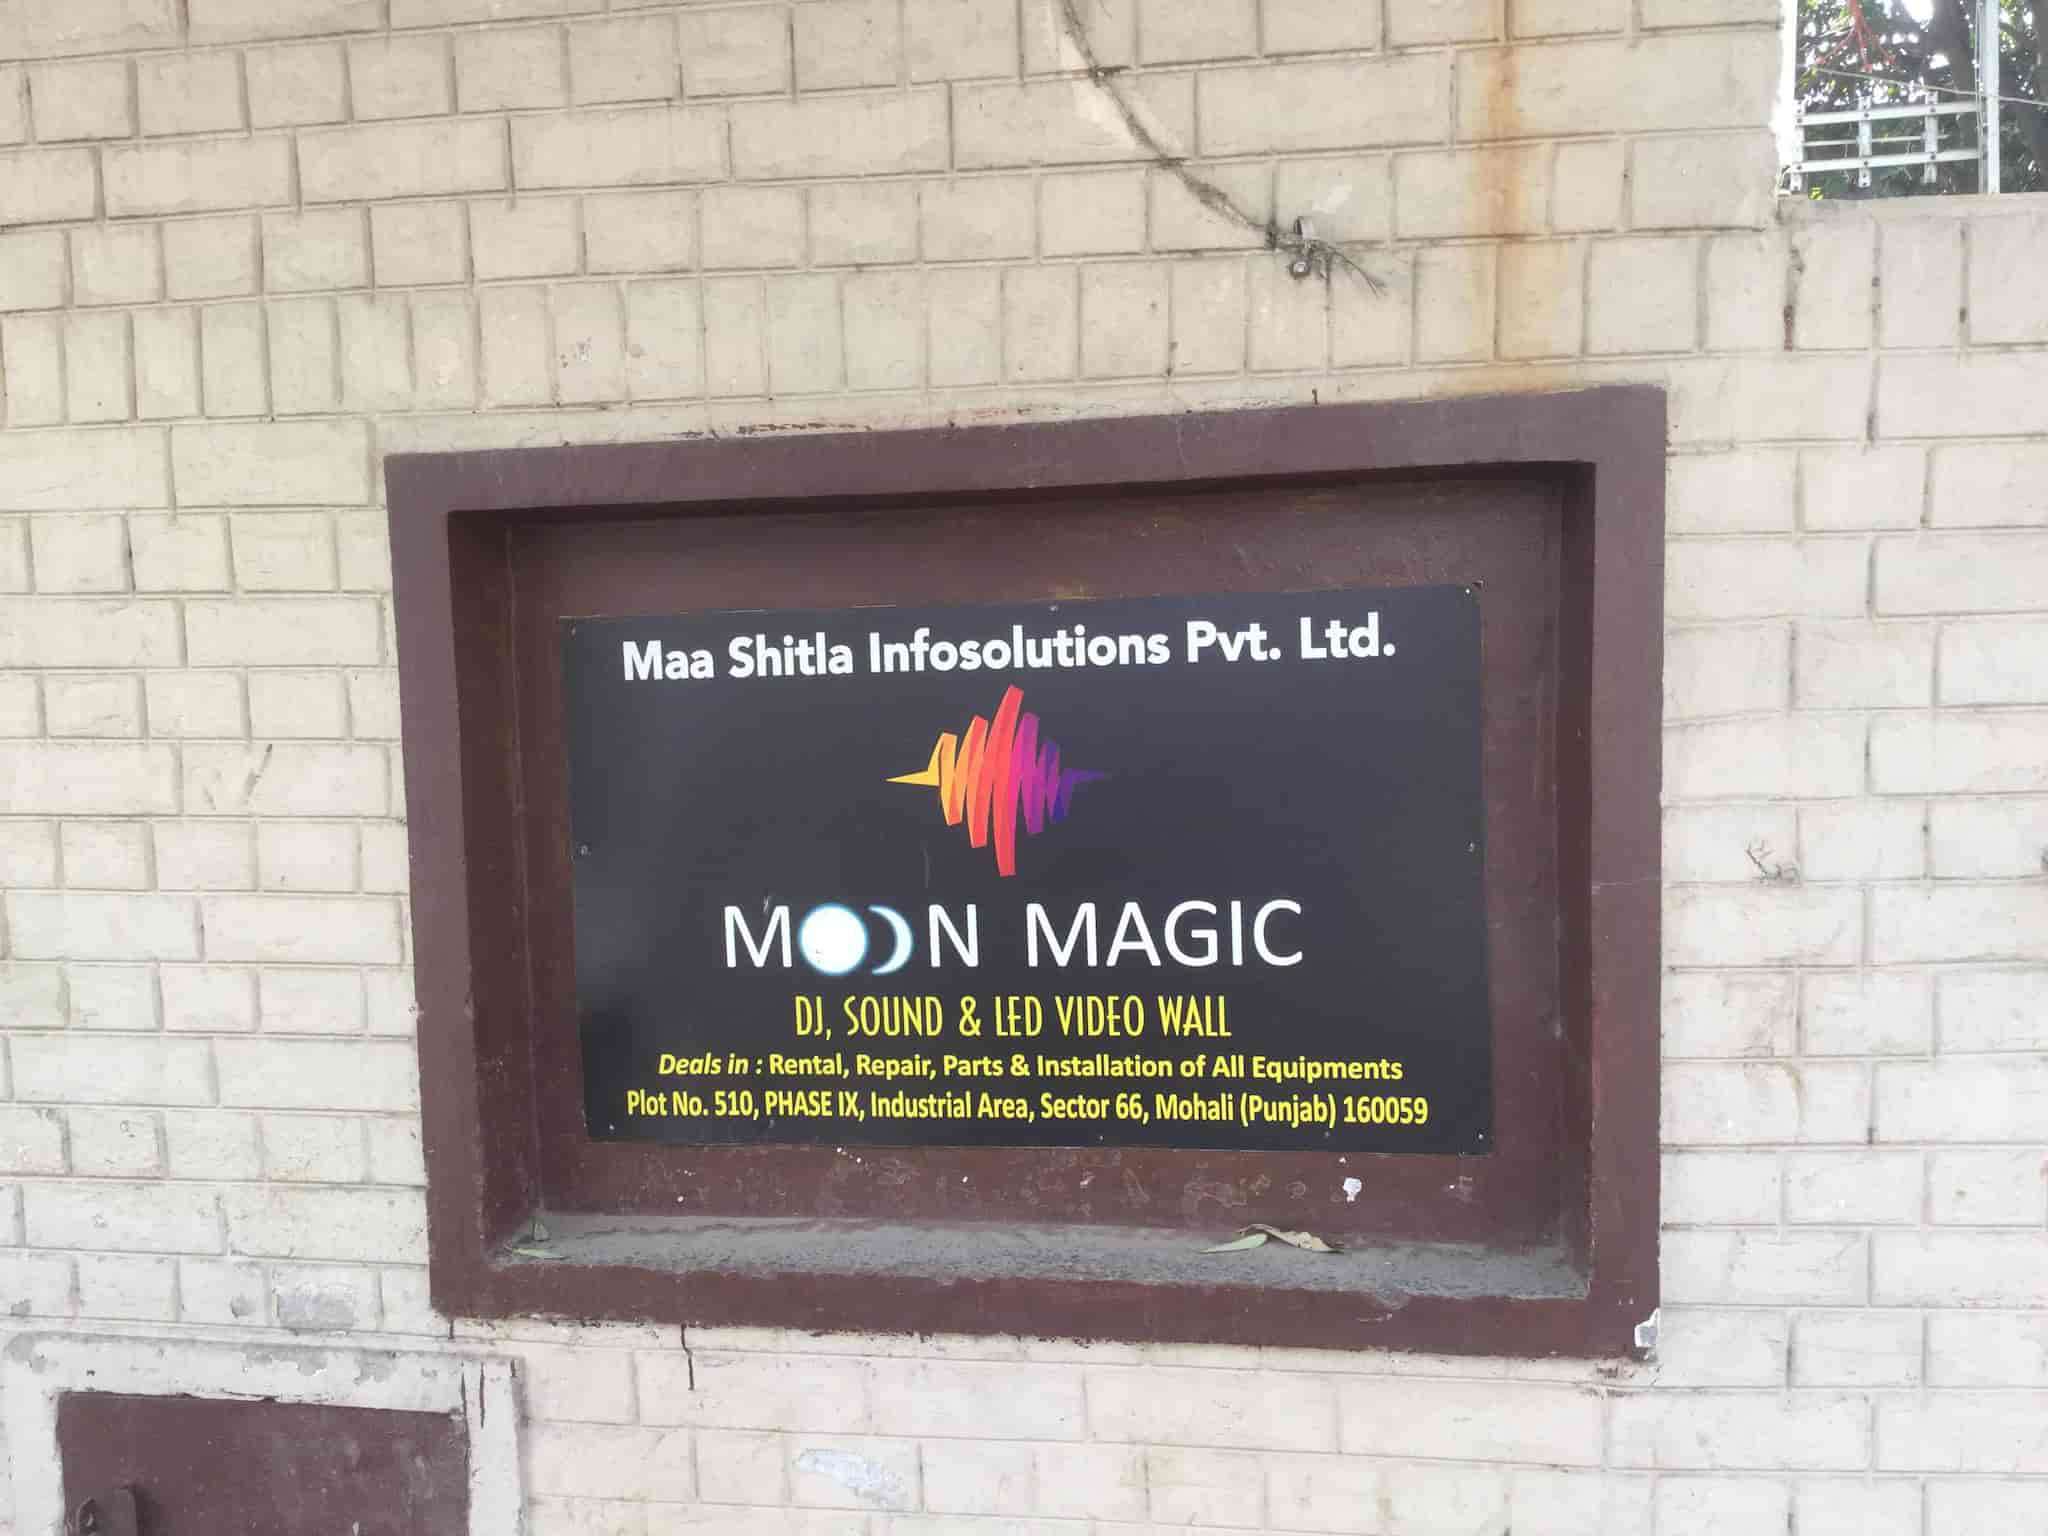 Maa Shitla Infosolutions Pvt. Ltd.
MOON MAGIC
DJ, SOUND & LED VIDEO WALL
Deals in : Rental, Repair, Parts & Installation of All Equipments
Plot No. 510, PHASE IX, Industrial Area, Sector 66, Mohali (Punjab) 160059